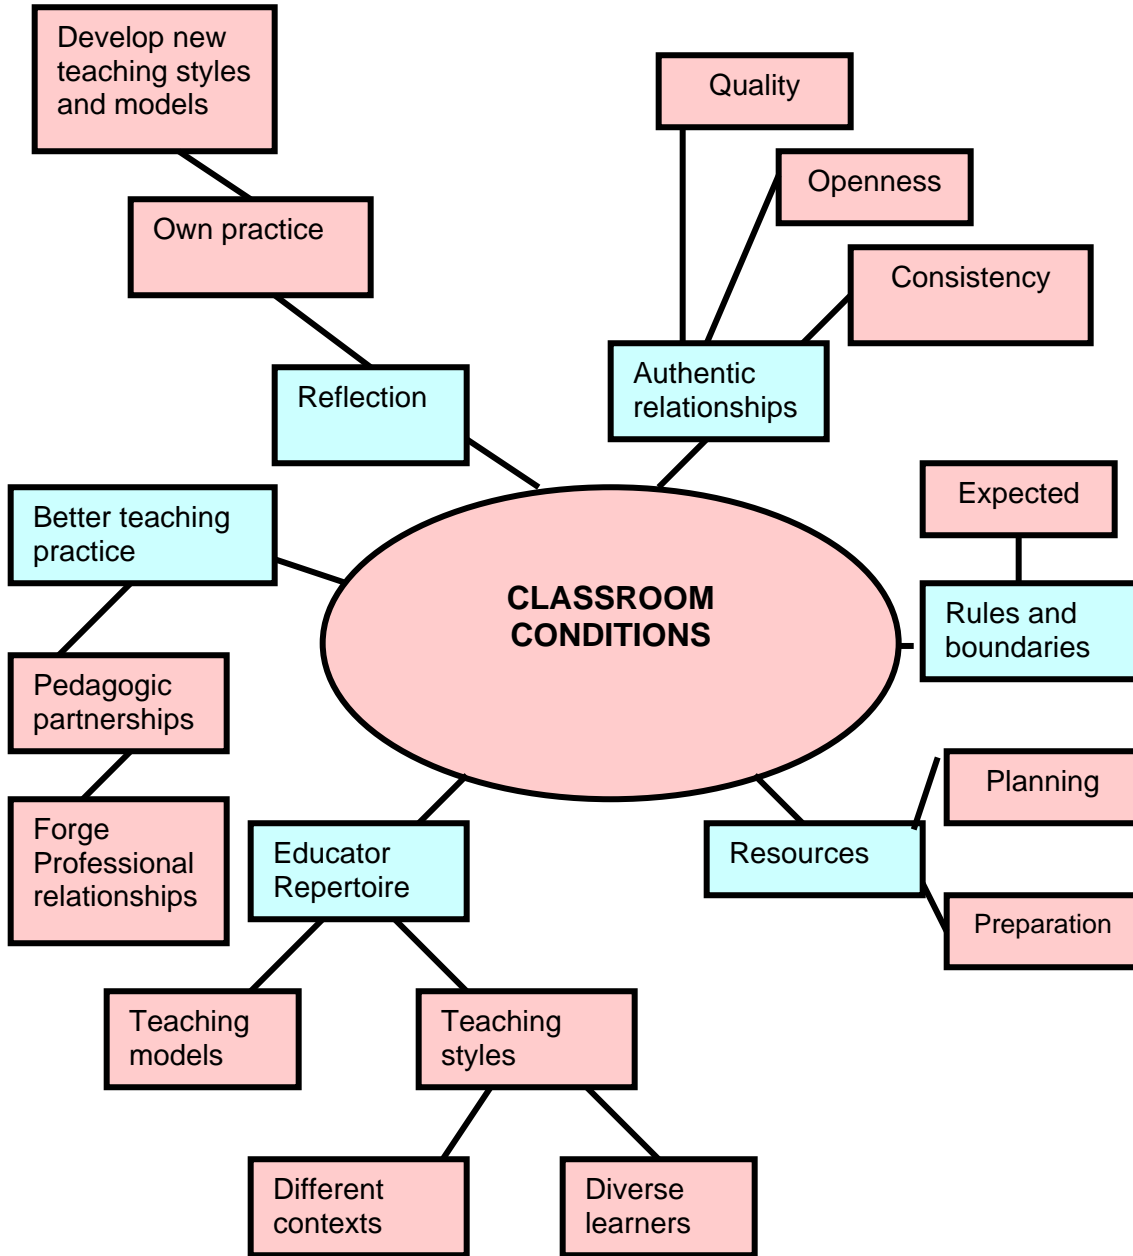 Develop new
teaching styles
and models
Quality
Openness
Own practice
Consistency
Authentic
relationships
Reflection
Expected
Better teaching
practice
CLASSROOM
CONDITIONS
Rules and
boundaries
Pedagogic
partnerships
Planning
Forge
Professional
relationships
Educator
Repertoire
Resources
Preparation
Teaching
models
Teaching
styles
Different
contexts
Diverse
learners